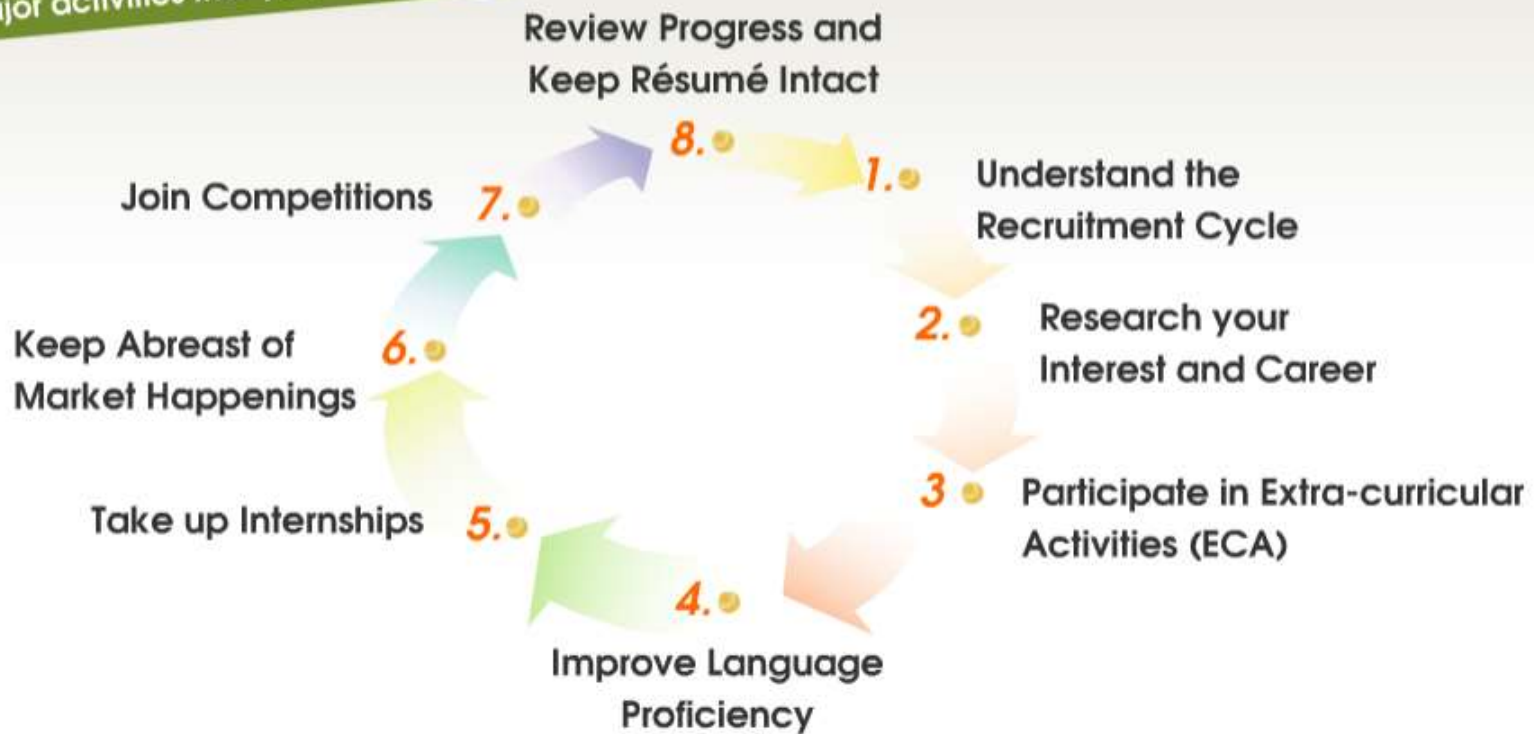 activities
Review Progress and
Keep Résumé Intact
8.
1.
Understand the
Recruitment Cycle
2.
Research your
Interest and Career
3
Participate in Extra-curricular
Activities (ECA)
4.
Improve Language
Proficiency
5.
Take up Internships
6.
Keep Abreast of
Market Happenings
7.
Join Competitions